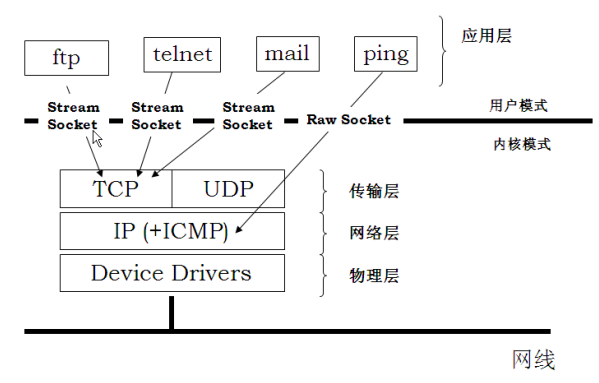 ftp
telnet
mail
ping
应用层
Stream
Socket
Stream
Socket
Stream
Socket
Raw Socket
用户模式
内核模式
TCP
UDP
传输层
IP (+ICMP)
网络层
Device Drivers
物理层
网线